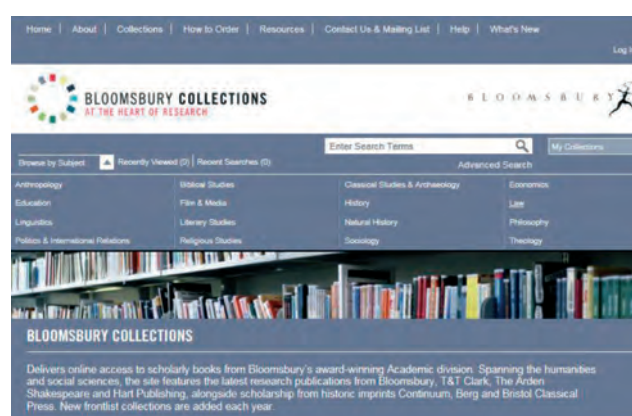 Home | About | Collections | How to Order | Resources | Contact Us & Mailing List | Help | What's New
Log
BLOOMSBURY COLLECTIONS
AT THE HEART OF RESEARCH
BLOOMSBURY
Enter Search Terms
My Collections
Browse by Subject Recently Viewed (0) | Recent Searches (0)
Advanced Search
Anthropology Biblical Studies Classical Studies & Archaeology Economics
Education Film & Media History Law
Linguistics Literary Studies Natural History Philosophy
Politics & International Relations Religious Studies Sociology Theology
BLOOMSBURY COLLECTIONS
Delivers online access to scholarly books from Bloomsbury's award-winning Academic division. Spanning the humanities
and social sciences, the site features the latest research publications from Bloomsbury, T&T Clark, The Arden
Shakespeare and Hart Publishing, alongside scholarship from historic imprints Continuum, Berg and Bristol Classical
Press. New frontlist collections are added each year.